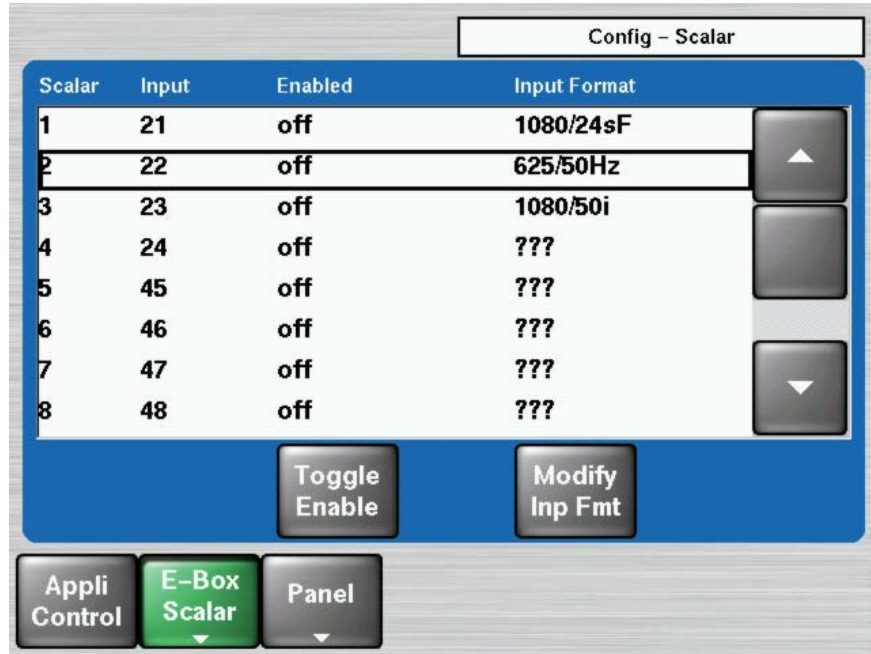 Config – Scalar
Scalar Input Enabled Input Format
1 21 off 1080/24sF
2 22 off 625/50Hz
3 23 off 1080/50i
4 24 off ???
5 45 off ???
6 46 off ???
7 47 off ???
8 48 off ???
Toggle Enable
Modify Inp Fmt
Appli Control
E–Box Scalar
Panel